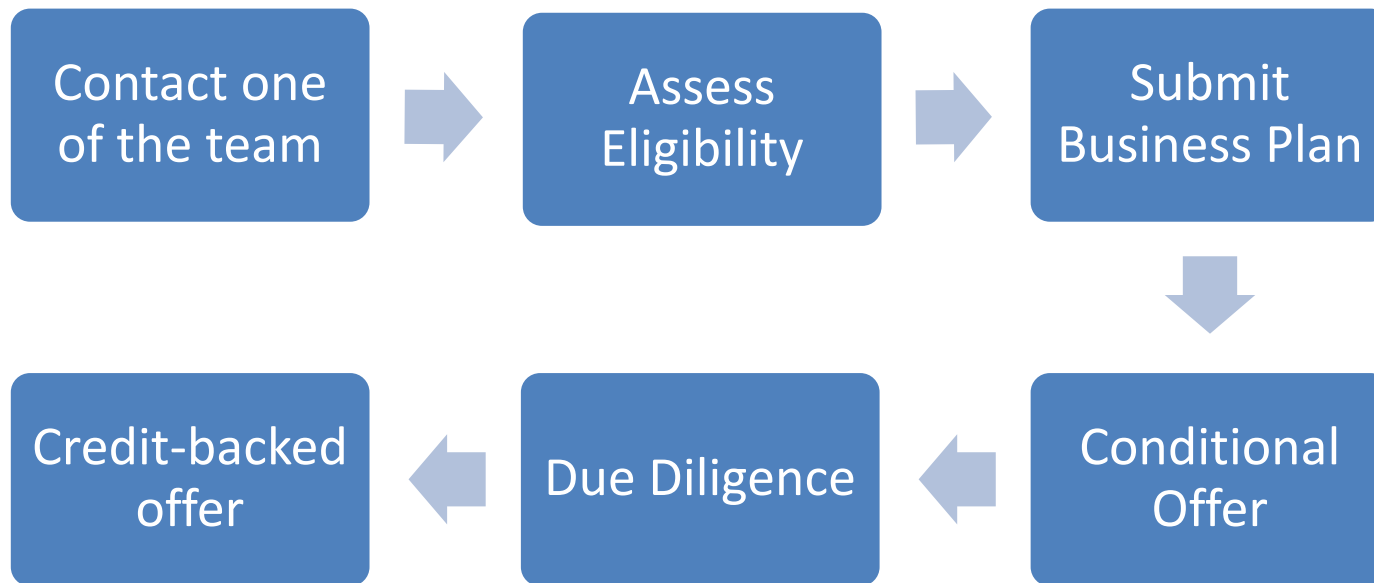 Contact one
of the team
Assess
Eligibility
Submit
Business Plan
Conditional
Offer
Due Diligence
Credit-backed
offer